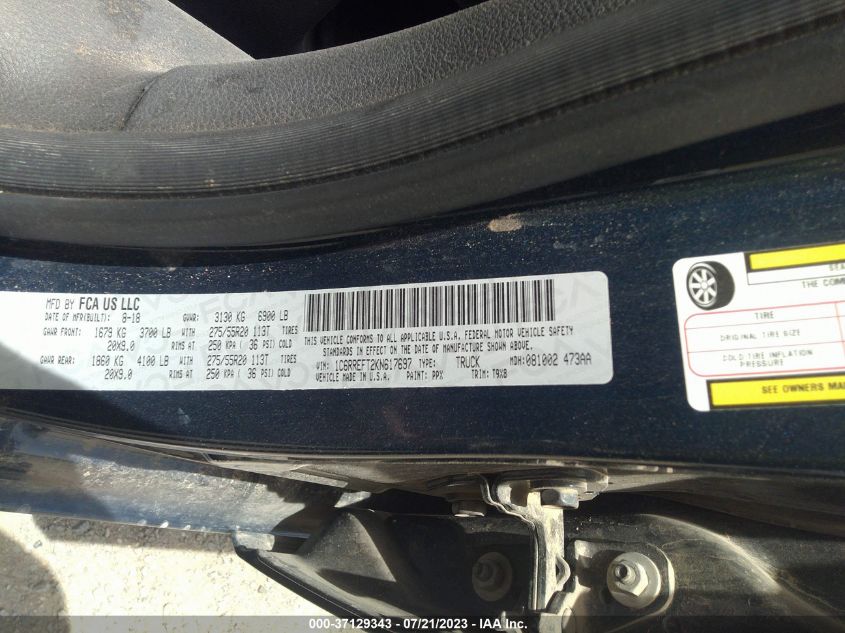 MFD BY FCA US LLC
DATE OF MFR(BUILT): 8-18 GVWR: 3130 KG 6900 LB
GAWR FRONT: 1679 KG 3700 LB WITH 275/55R20 113T TIRES
20X9.0 RIMS AT 250 KPA ( 36 PSI) COLD
GAWR REAR: 1860 KG 4100 LB WITH 275/55R20 113T TIRES
20X9.0 RIMS AT 250 KPA ( 36 PSI) COLD
THIS VEHICLE CONFORMS TO ALL APPLICABLE U.S.A. FEDERAL MOTOR VEHICLE SAFETY
STANDARDS IN EFFECT ON THE DATE OF MANUFACTURE SHOWN ABOVE.
VIN: 1C6RREFT2KN617697 TYPE: TRUCK MDH: 081002 473AA
VEHICLE MADE IN U.S.A. PAINT: PPX TRIM: T9X8
THE
TIRE
ORIGINAL TIRE SIZE
COLD TIRE INFLATION
PRESSURE
SEE OWNERS
000-37129343 - 07/21/2023 - IAA Inc.